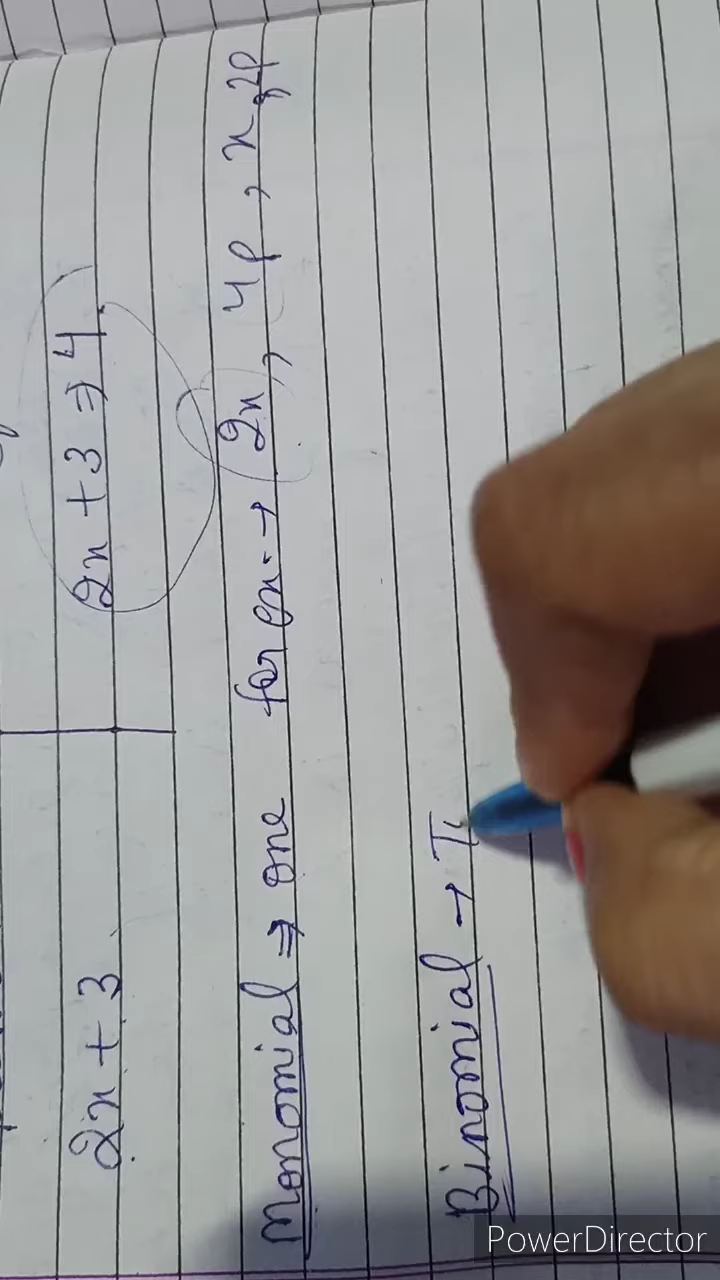 2x + 3
2x + 3 ⇒ 4
Monomial ⇒ one for ex. → 2x, 4p, x, 2p
Binomial → T
PowerDirector